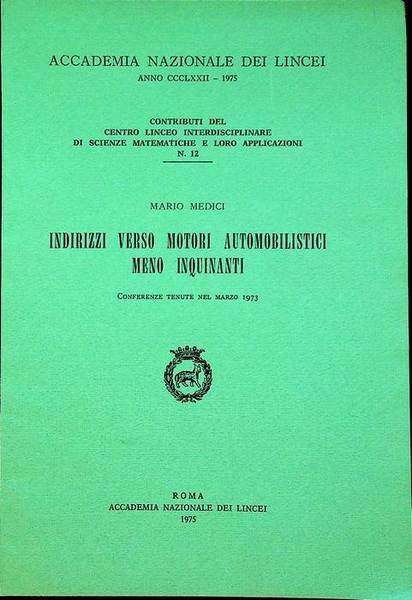 ACCADEMIA NAZIONALE DEI LINCEI
ANNO CCCLXXII – 1975
CONTRIBUTI DEL
CENTRO LINCEO INTERDISCIPLINARE
DI SCIENZE MATEMATICHE E LORO APPLICAZIONI
N. 12
MARIO MEDICI
INDIRIZZI VERSO MOTORI AUTOMOBILISTICI
MENO INQUINANTI
CONFERENZE TENUTE NEL MARZO 1973
ROMA
ACCADEMIA NAZIONALE DEI LINCEI
1975